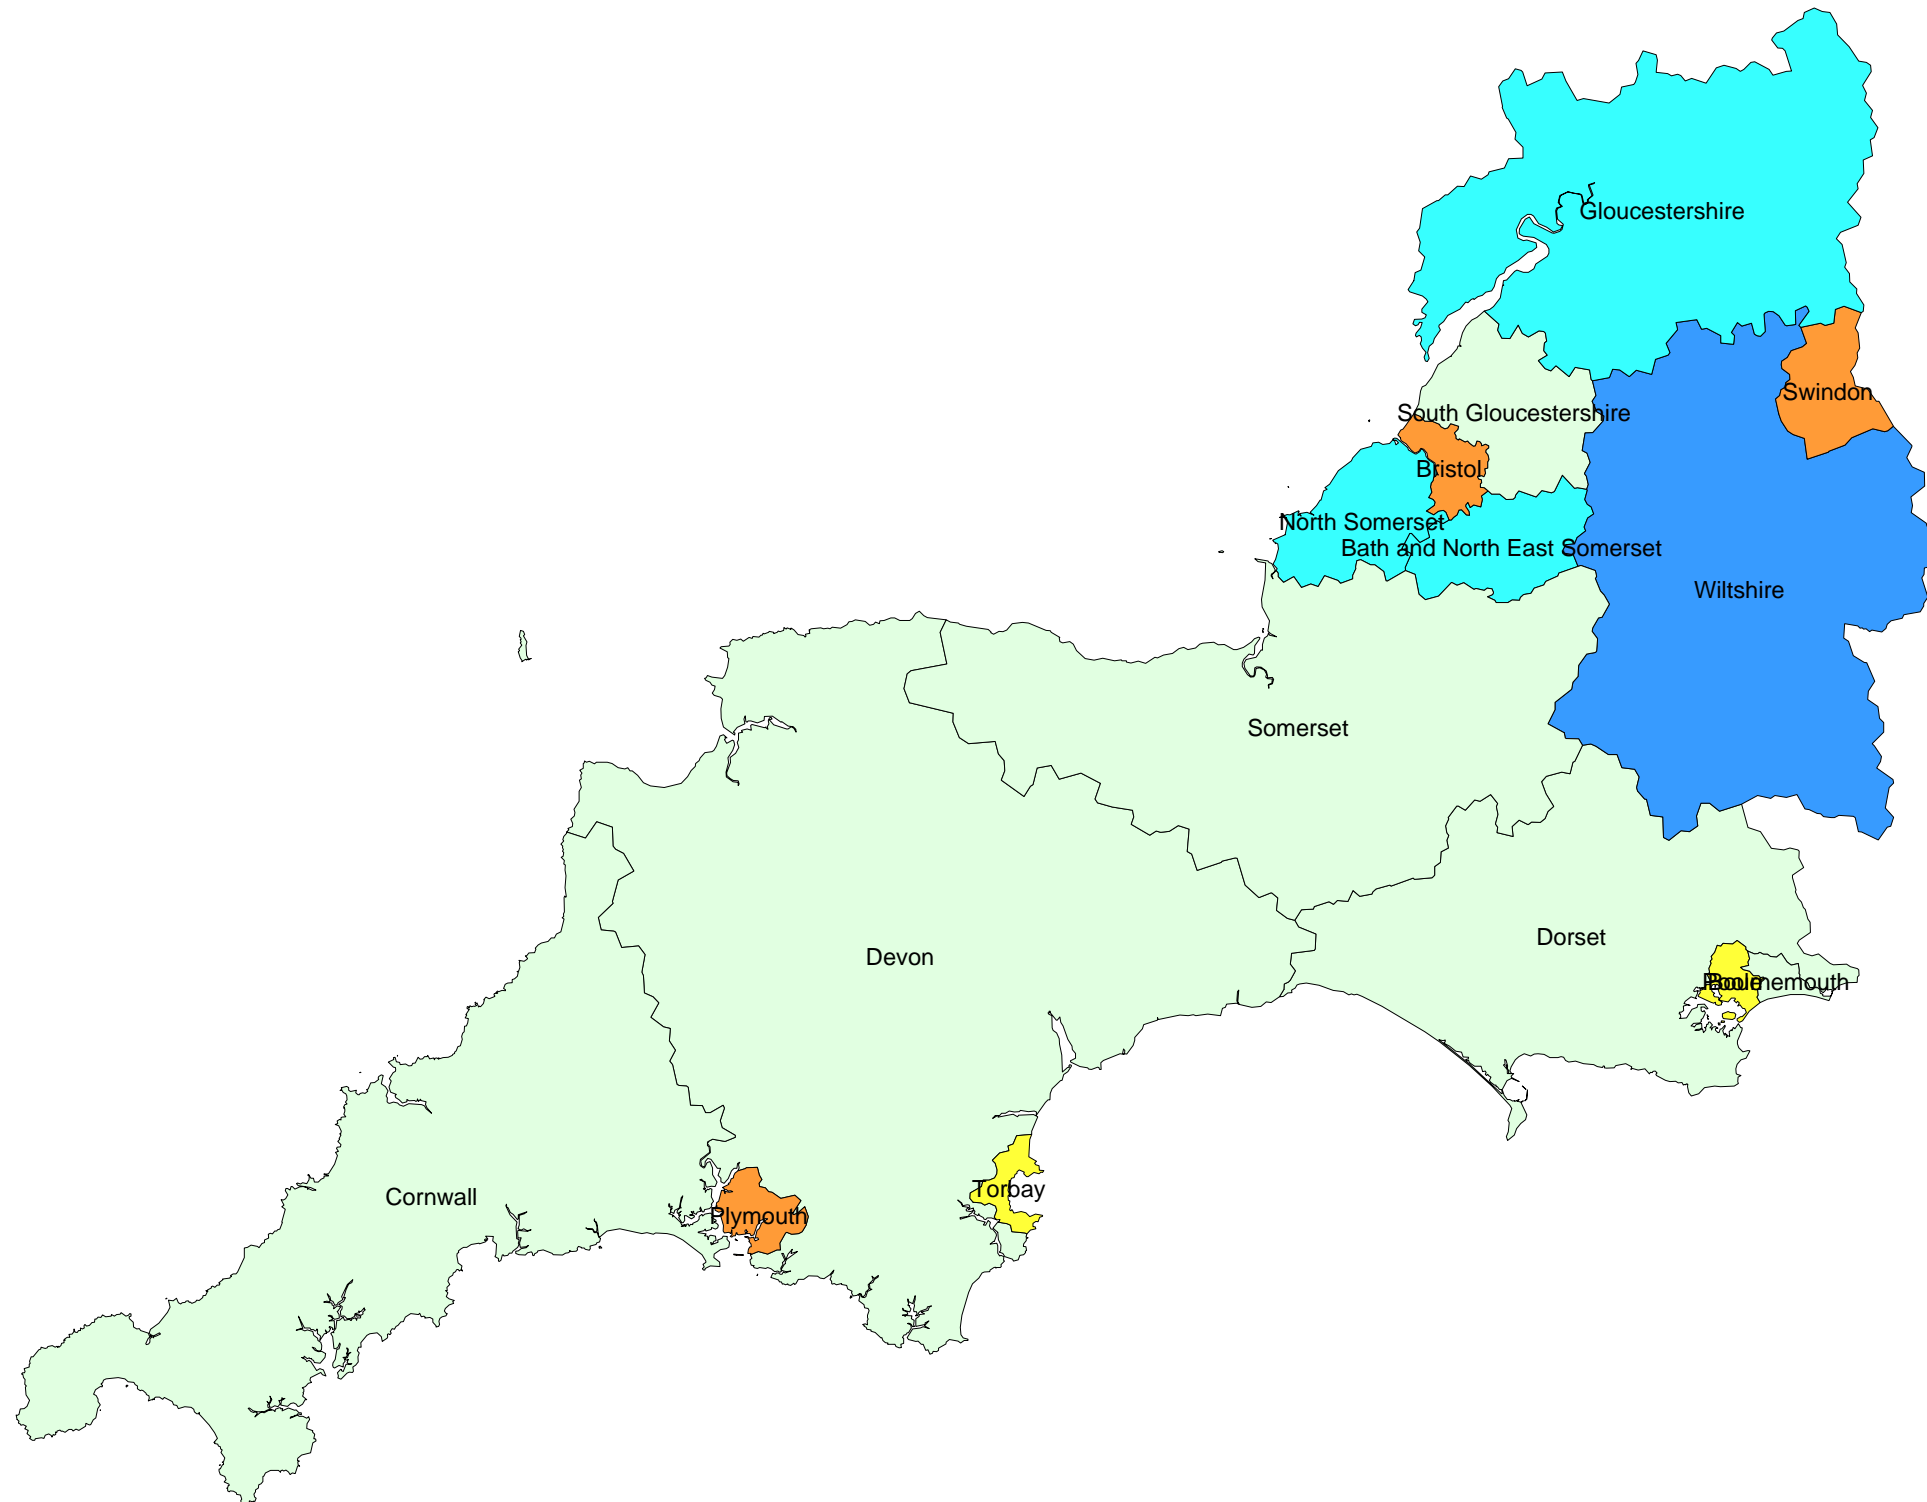 Gloucestershire
Swindon
South Gloucestershire
Bristol
North Somerset
Bath and North East Somerset
Wiltshire
Somerset
Dorset
Devon
Poole
Bournemouth
Torbay
Cornwall
Plymouth